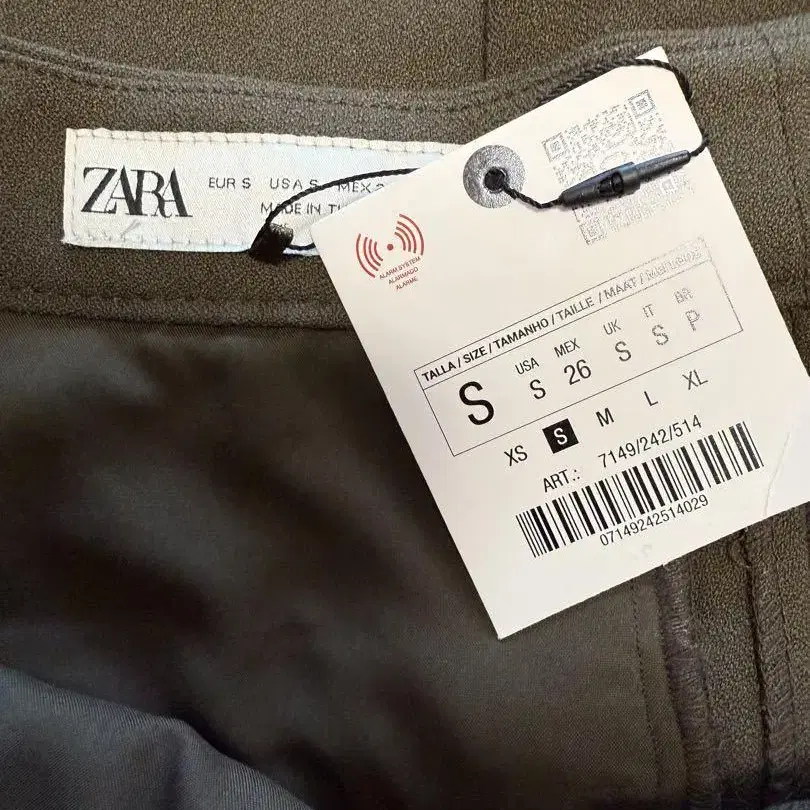 ZARA
EUR S USA S MEX
MADE IN
ALARM SYSTEM
ALARMADO
ALARME
TALLA / SIZE / TAMANHO / TAILLE / MAAT /
USA MEX UK IT BR
S S 26 S S P
XS S M L XL
ART.: 7149/242/514
07149242514029